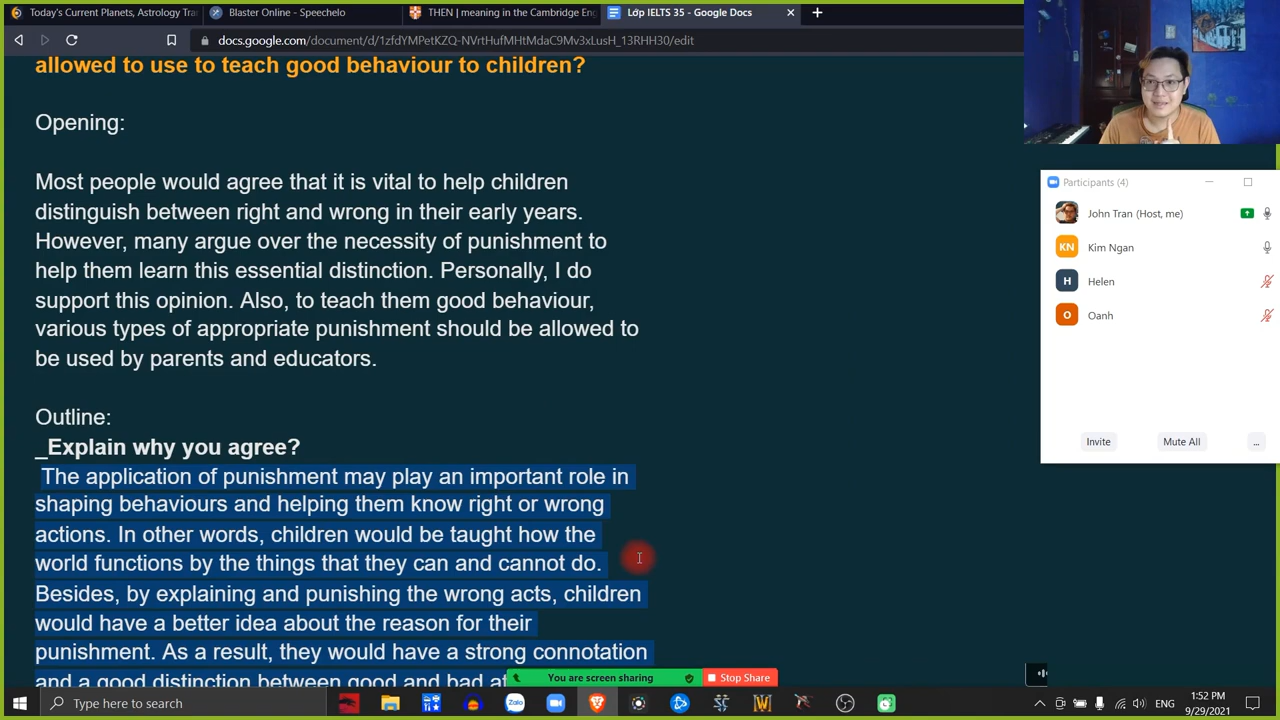 Today's Current Planets, Astrology Tra
Blaster Online - Speechelo
THEN | meaning in the Cambridge Eng
Lớp IELTS 35 - Google Docs
docs.google.com/document/d/1zfdYMPetKZQ-NVrtHufMHtMdaC9Mv3xLusH_13RHH30/edit
allowed to use to teach good behaviour to children?
Opening:
Most people would agree that it is vital to help children
distinguish between right and wrong in their early years.
However, many argue over the necessity of punishment to
help them learn this essential distinction. Personally, I do
support this opinion. Also, to teach them good behaviour,
various types of appropriate punishment should be allowed to
be used by parents and educators.
Outline:
_Explain why you agree?
The application of punishment may play an important role in
shaping behaviours and helping them know right or wrong
actions. In other words, children would be taught how the
world functions by the things that they can and cannot do.
Besides, by explaining and punishing the wrong acts, children
would have a better idea about the reason for their
punishment. As a result, they would have a strong connotation
and a good distinction between good and bad
Participants (4)
John Tran (Host, me)
KN Kim Ngan
H Helen
O Oanh
Invite
Mute All
...
You are screen sharing
Stop Share
Type here to search
Zalo
ENG
1:52 PM
9/29/2021